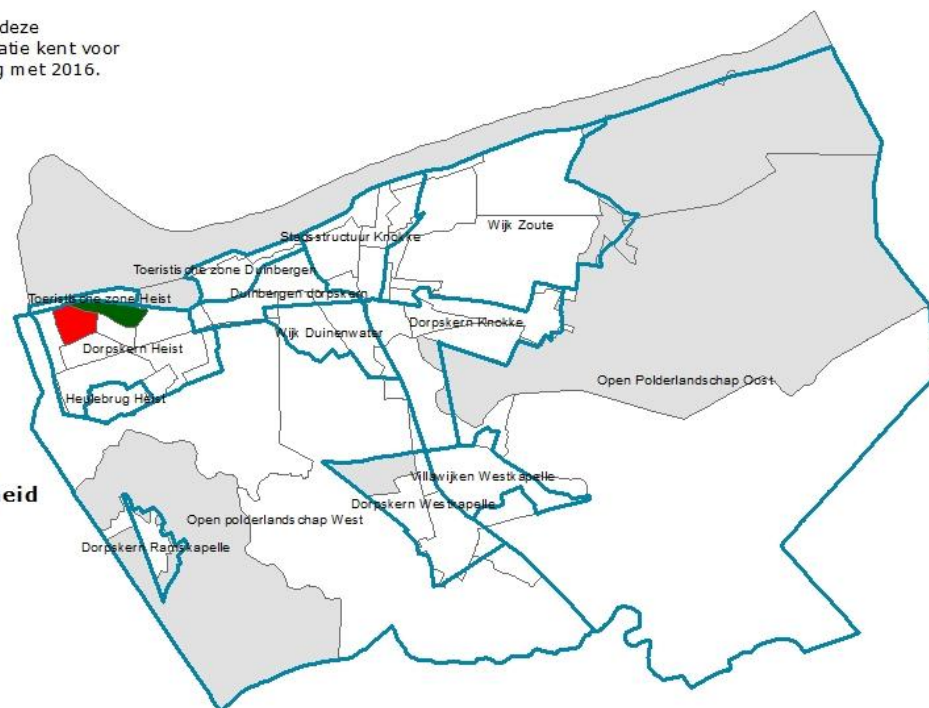 deze
atie kent voor
g met 2016.
Wijk Zoute
Stadsstructuur Knokke
Toeristische zone Duinbergen
Duinbergen dorpskern
Toeristische zone Heist
Wijk Duinenwater
Dorpskern Knokke
Dorpskern Heist
Open Polderlandschap Oost
Heulebrug Heist
Villawijken Westkapelle
eid
Dorpskern Westkapelle
Open polderlandschap West
Dorpskern Ramskapelle